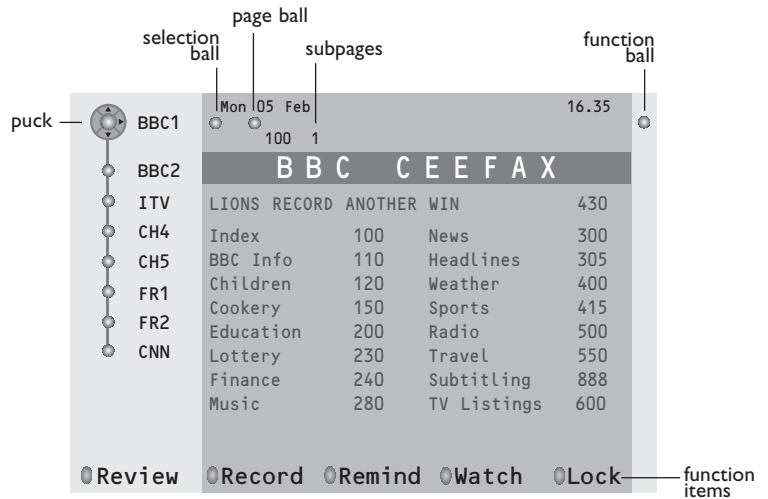 page ball
selection
ball
subpages
function
ball
puck
Mon 05 Feb 16.35
BBC1
100 1
BBC2
BBC CEEFAX
ITV
LIONS RECORD ANOTHER WIN 430
CH4
Index 100 News 300
CH5
BBC Info 110 Headlines 305
FR1
Children 120 Weather 400
Cookery 150 Sports 415
FR2
Education 200 Radio 500
CNN
Lottery 230 Travel 550
Finance 240 Subtitling 888
Music 280 TV Listings 600
Review Record Remind Watch Lock
function
items